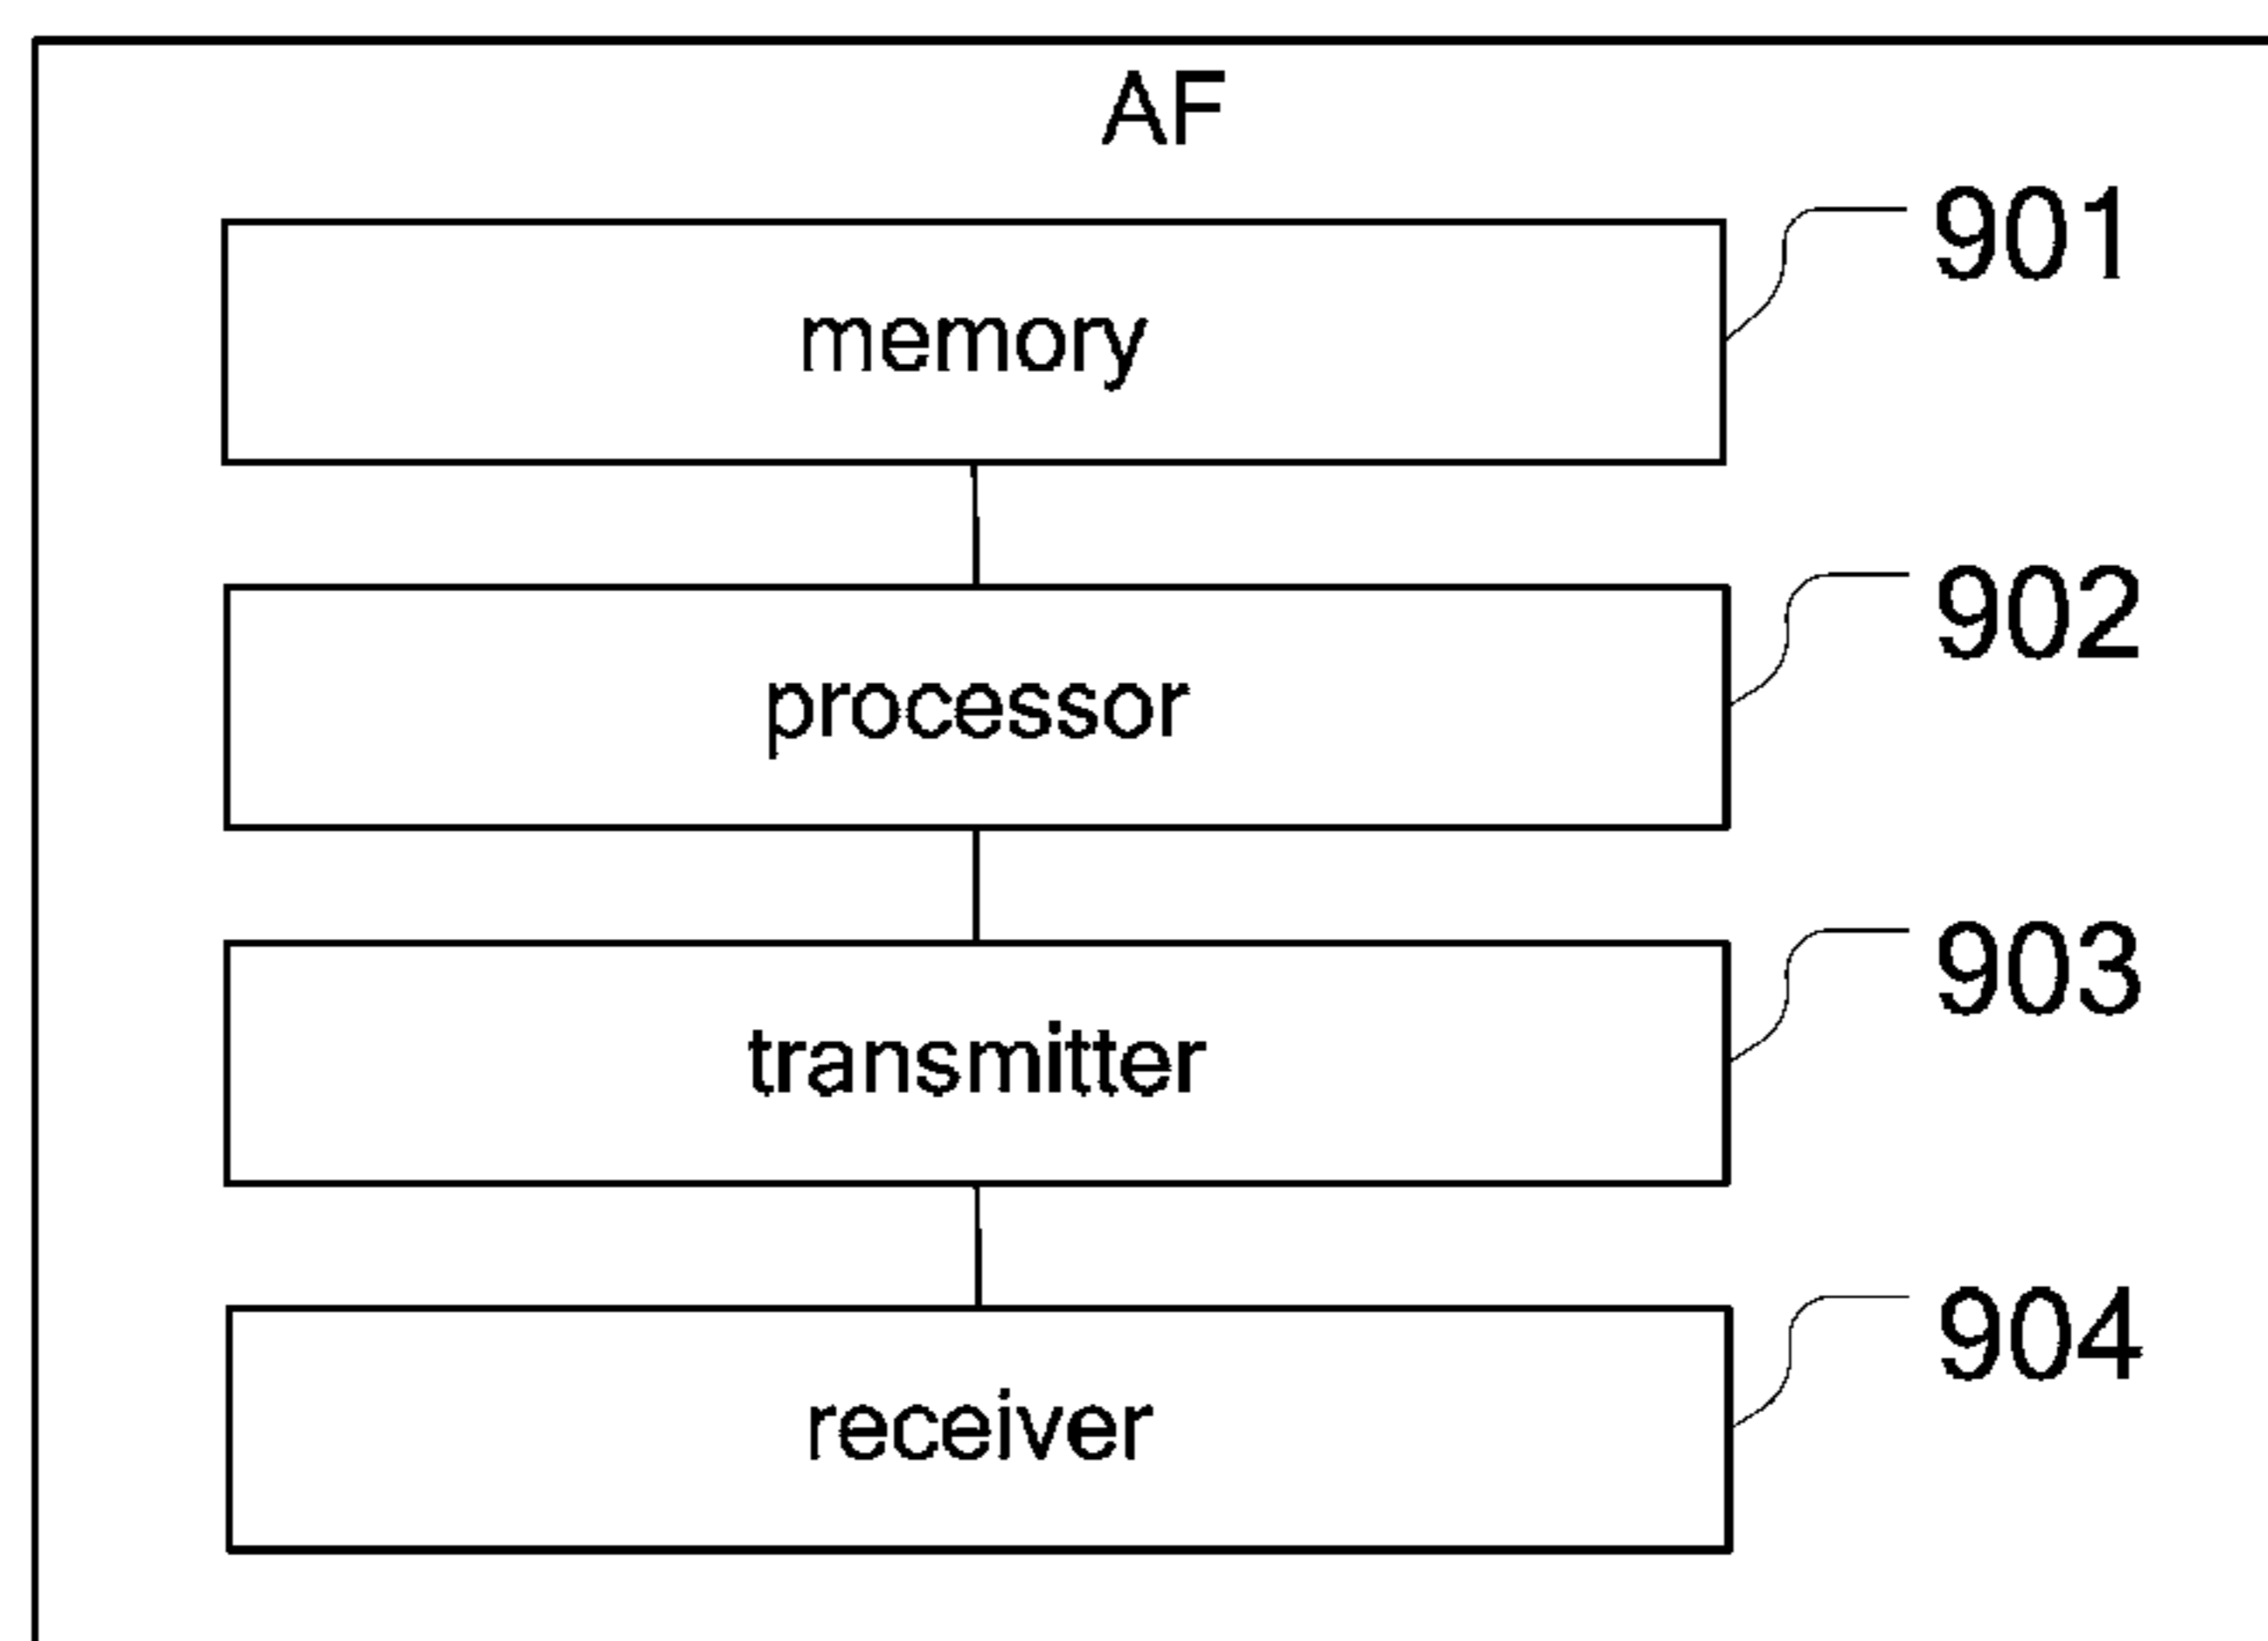 AF
901
memory
902
processor
903
transmitter
904
receiver